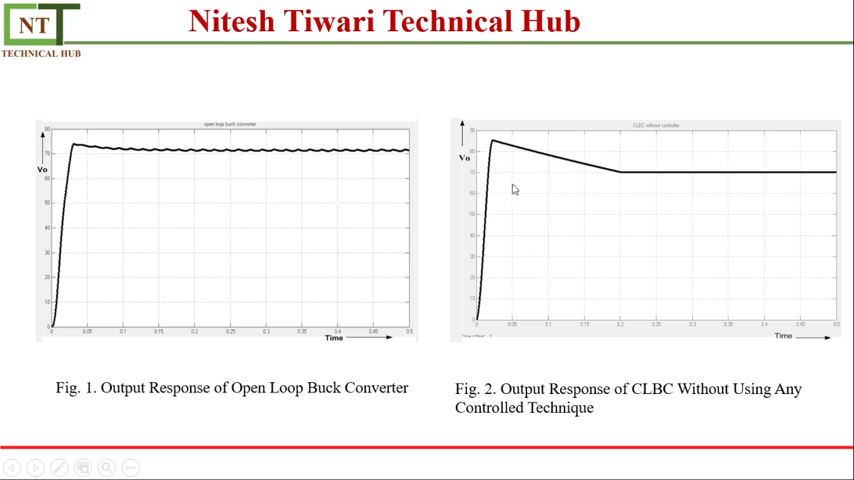 NT
TECHNICAL HUB
Nitesh Tiwari Technical Hub
open loop buck converter
80
70
Vo
60
50
40
30
20
10
0
0 0.05 0.1 0.15 0.2 0.25 0.3 0.35 0.4 0.45 0.5
Time
CLBC without controller
90
80
Vo
70
60
50
40
30
20
10
0
0 0.05 0.1 0.15 0.2 0.25 0.3 0.35 0.4 0.45 0.5
Time
Fig. 1. Output Response of Open Loop Buck Converter
Fig. 2. Output Response of CLBC Without Using Any
Controlled Technique